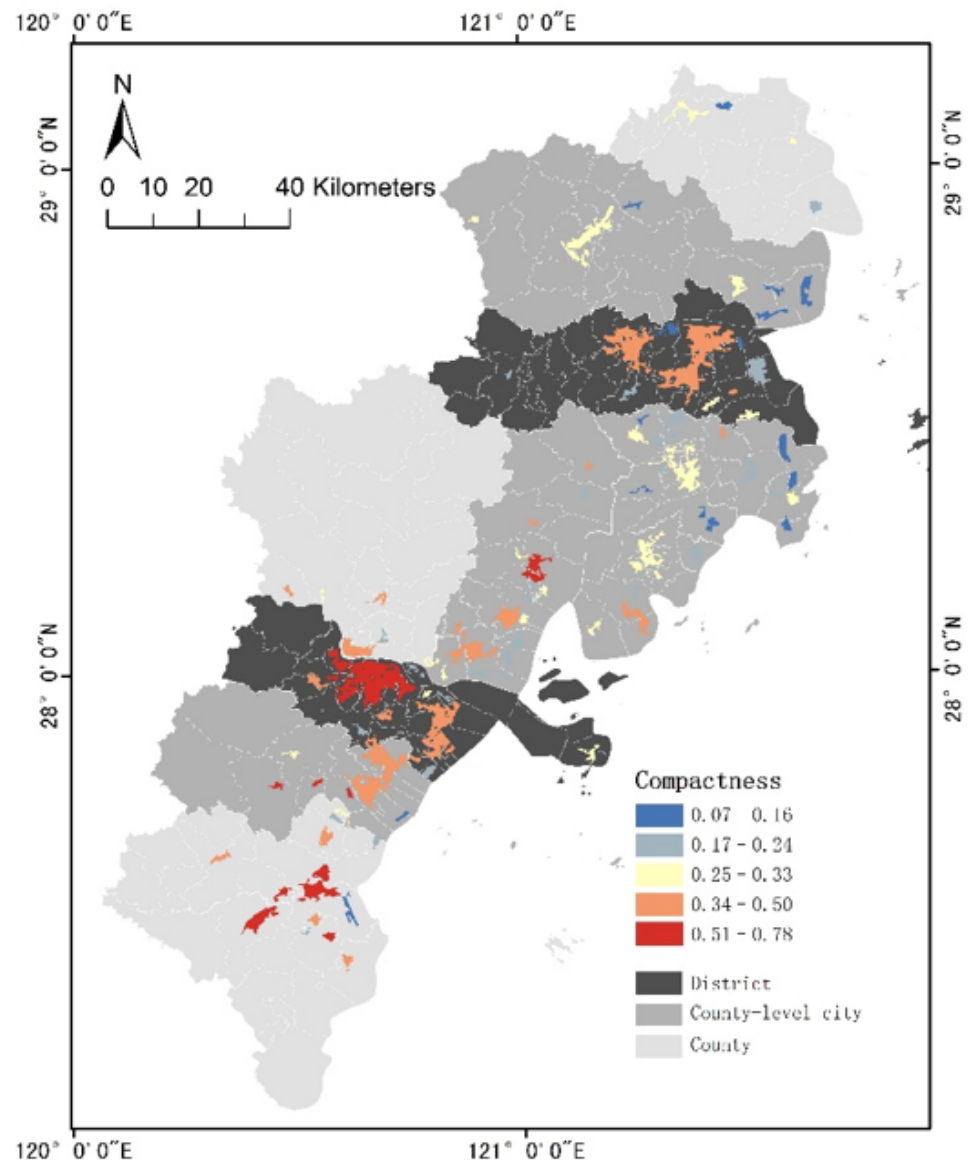 120° 0′ 0″E 121° 0′ 0″E
N
0 10 20 40 Kilometers
29° 0′ 0″N
29° 0′ 0″N
28° 0′ 0″N
28° 0′ 0″N
Compactness
0.07 - 0.16
0.17 - 0.24
0.25 - 0.33
0.34 - 0.50
0.51 - 0.78
District
County-level city
County
120° 0′ 0″E 121° 0′ 0″E